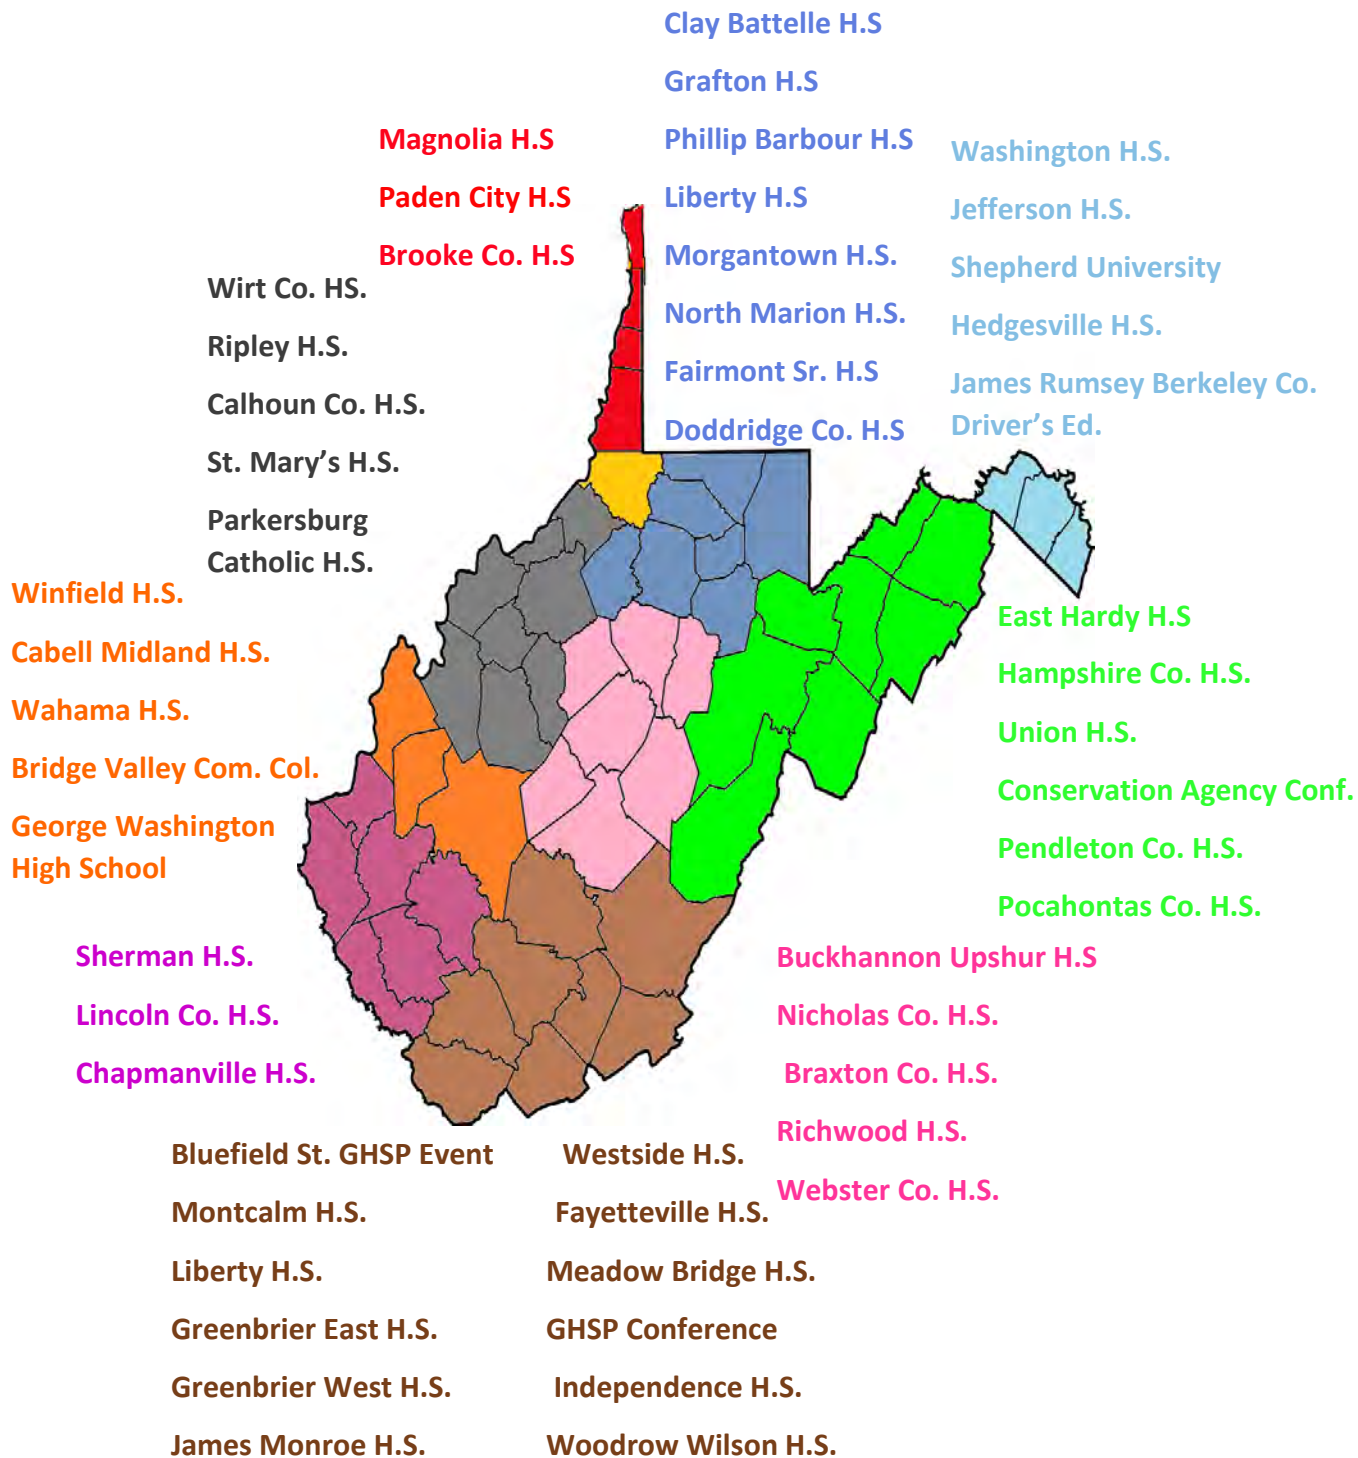 Clay Battelle H.S
Grafton H.S
Phillip Barbour H.S
Liberty H.S
Morgantown H.S.
North Marion H.S.
Fairmont Sr. H.S
Doddridge Co. H.S
Magnolia H.S
Paden City H.S
Brooke Co. H.S
Washington H.S.
Jefferson H.S.
Shepherd University
Hedgesville H.S.
James Rumsey Berkeley Co.
Driver’s Ed.
Wirt Co. HS.
Ripley H.S.
Calhoun Co. H.S.
St. Mary’s H.S.
Parkersburg
Catholic H.S.
Winfield H.S.
Cabell Midland H.S.
Wahama H.S.
Bridge Valley Com. Col.
George Washington
High School
East Hardy H.S
Hampshire Co. H.S.
Union H.S.
Conservation Agency Conf.
Pendleton Co. H.S.
Pocahontas Co. H.S.
Sherman H.S.
Lincoln Co. H.S.
Chapmanville H.S.
Buckhannon Upshur H.S
Nicholas Co. H.S.
Braxton Co. H.S.
Richwood H.S.
Webster Co. H.S.
Bluefield St. GHSP Event
Montcalm H.S.
Liberty H.S.
Greenbrier East H.S.
Greenbrier West H.S.
James Monroe H.S.
Westside H.S.
Fayetteville H.S.
Meadow Bridge H.S.
GHSP Conference
Independence H.S.
Woodrow Wilson H.S.